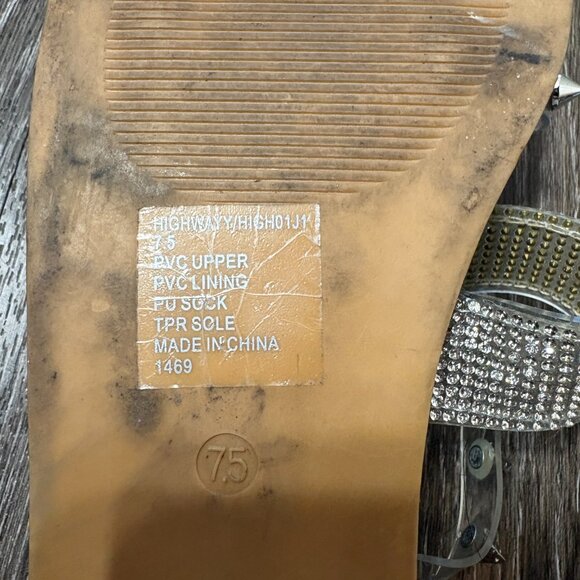 HIGHWAYY/HIGH01J1
7.5
PVC UPPER
PVC LINING
PU SOCK
TPR SOLE
MADE IN CHINA
1469
7.5